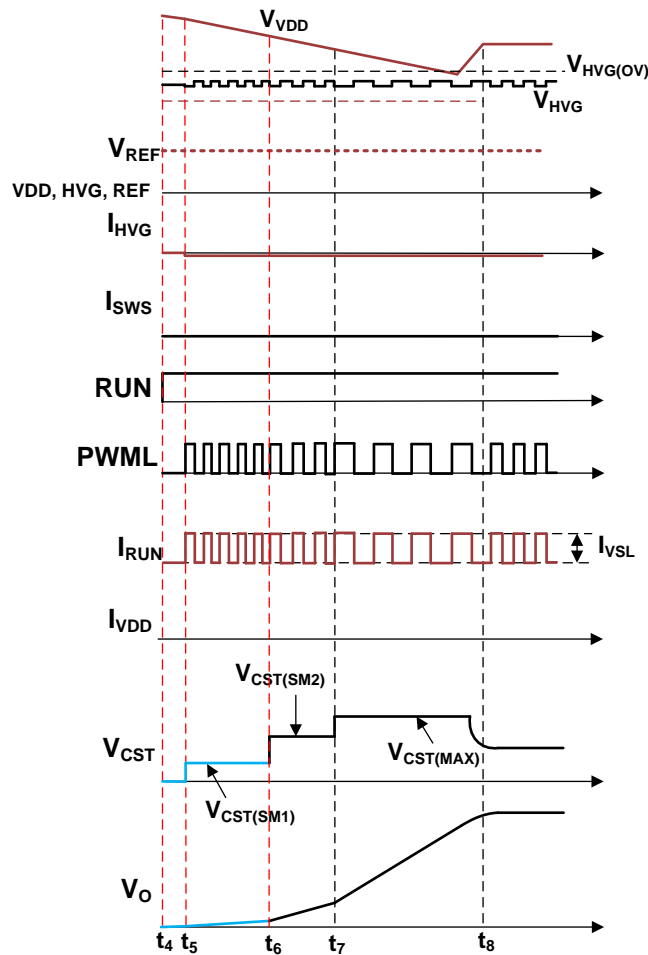 VVDD
VHVG(OV)
VHVG
VREF
VDD, HVG, REF
IHVG
ISWS
RUN
PWML
IRUN
IVSL
IVDD
VCST(SM2)
VCST
VCST(MAX)
VCST(SM1)
VO
t4 t5 t6 t7 t8